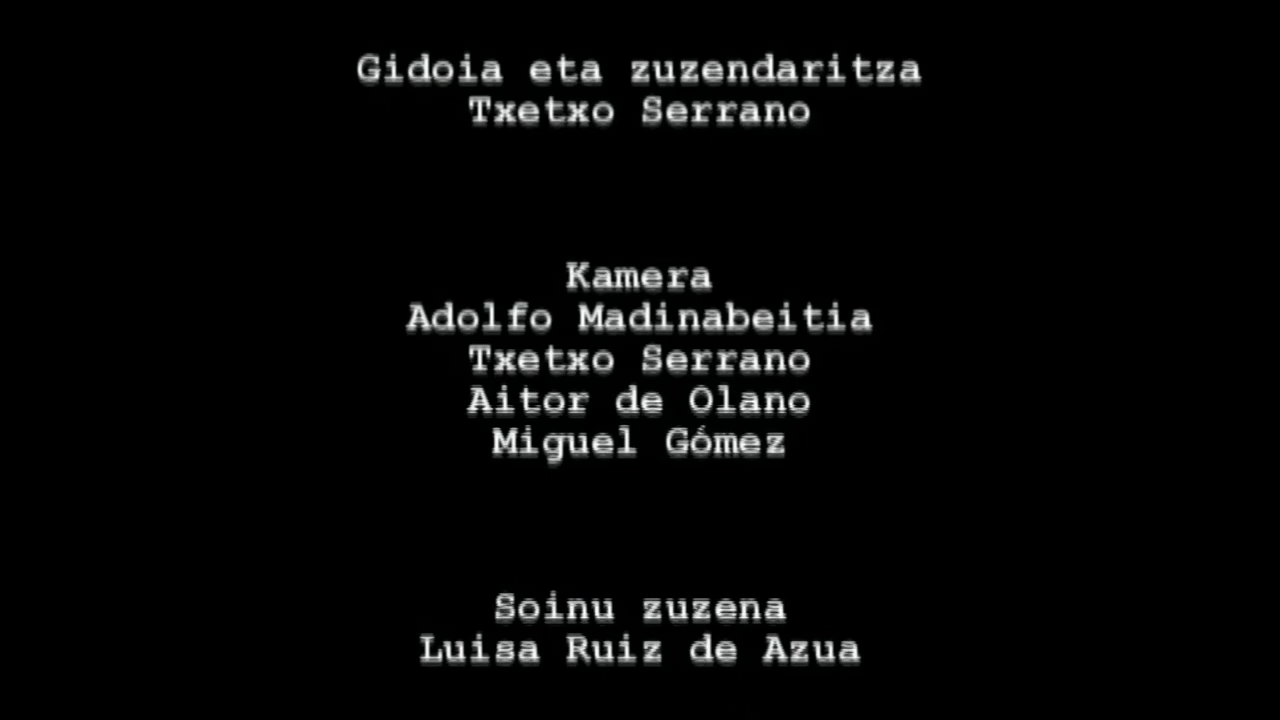 Gidoia eta zuzendaritza
Txetxo Serrano
Kamera
Adolfo Madinabeitia
Txetxo Serrano
Aitor de Olano
Miguel Gómez
Soinu zuzena
Luisa Ruiz de Azua